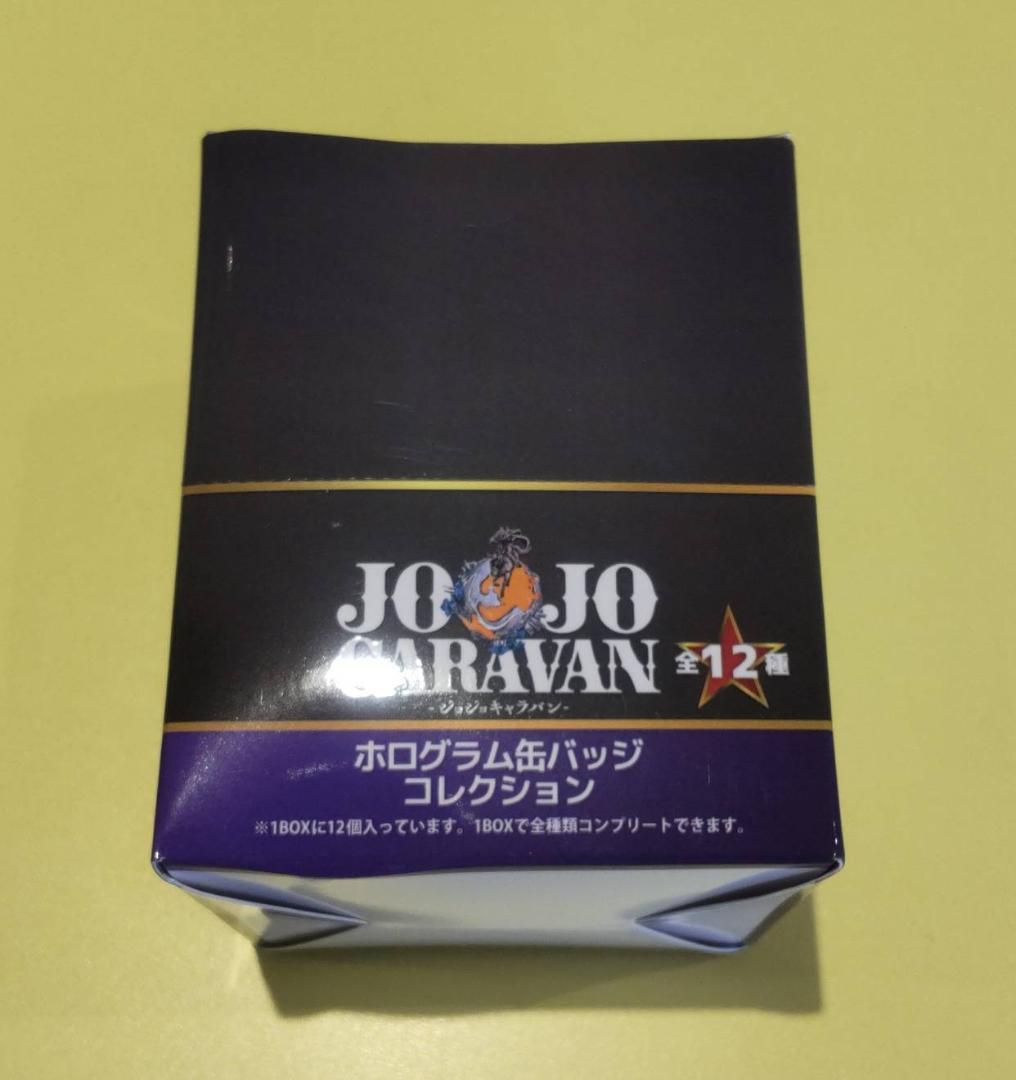 JOJO
CARAVAN
-ジョジョキャラバン-
全12種
ホログラム缶バッジ
コレクション
※1BOXに12個入っています。1BOXで全種類コンプリートできます。